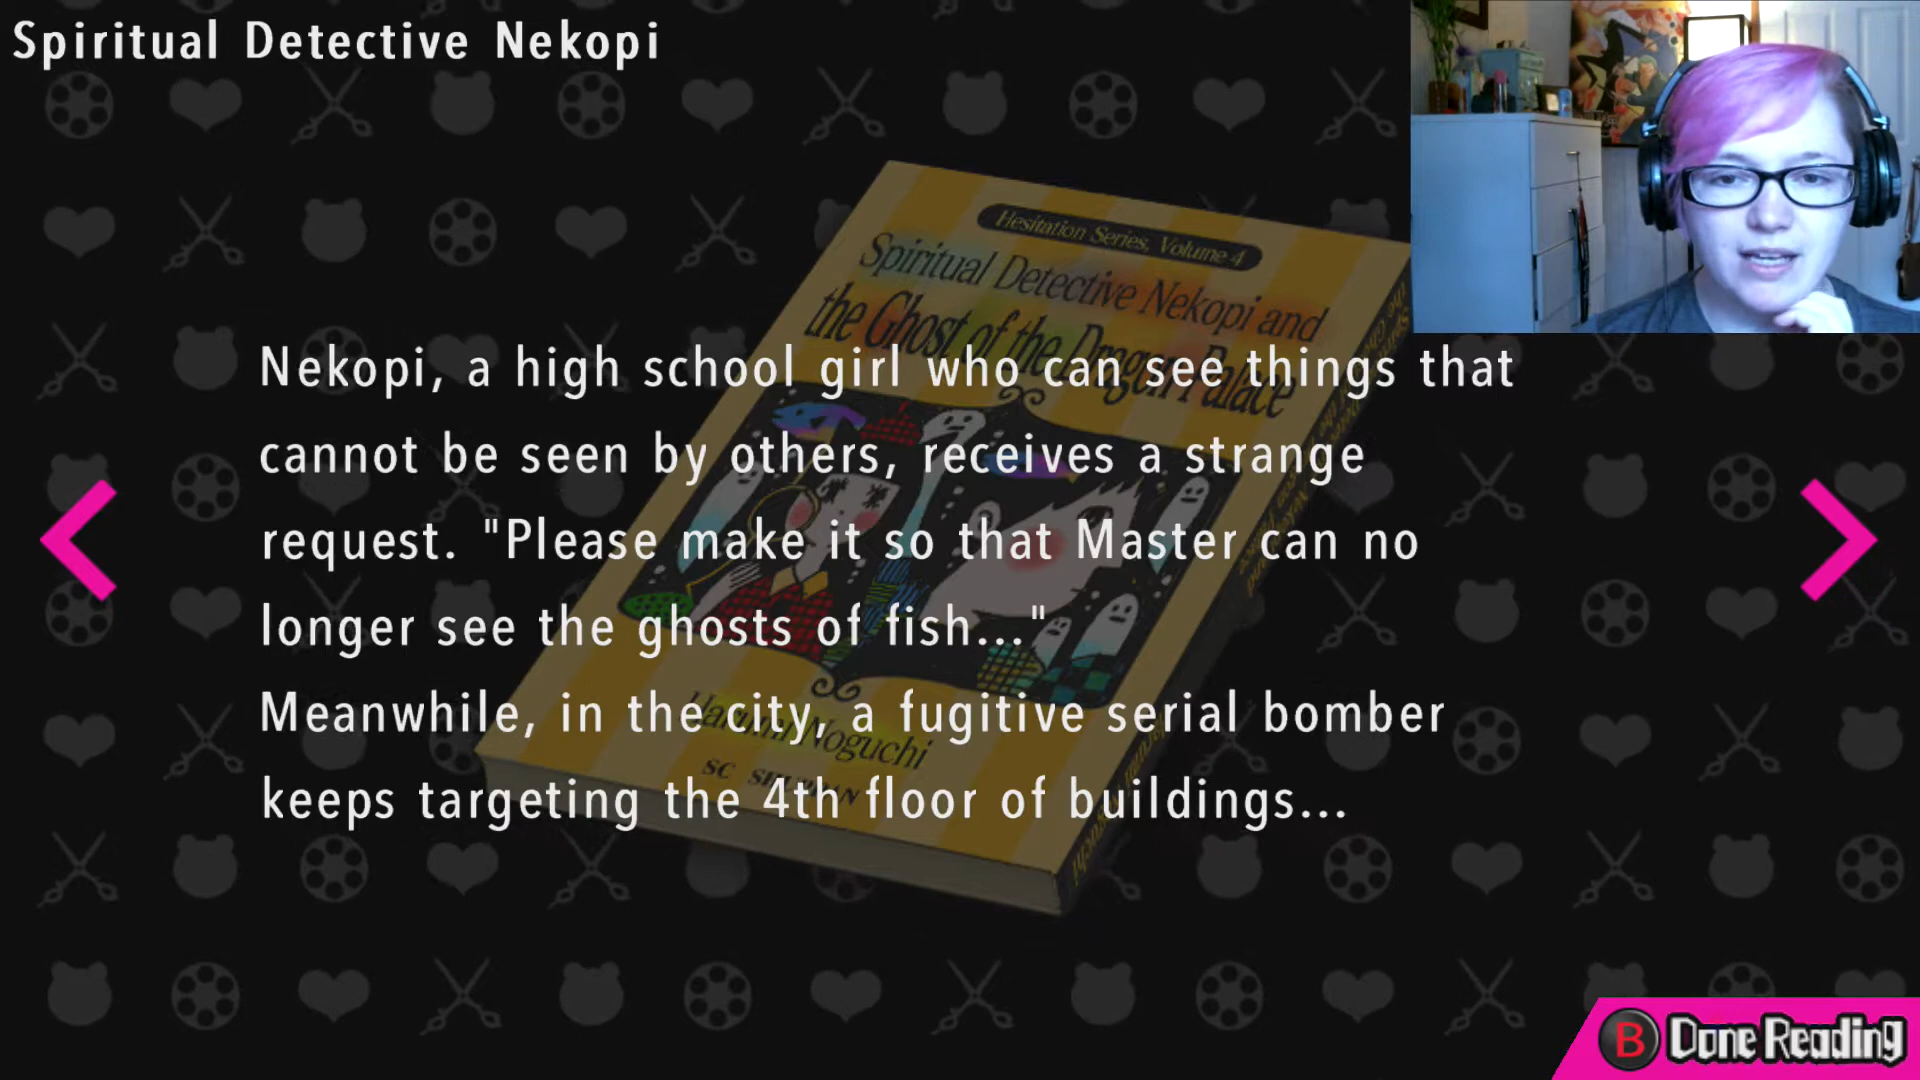 Spiritual Detective Nekopi
Hesitation Series, Volume 4
Spiritual Detective Nekopi and
the Ghost of the Dragon Palace
Nekopi, a high school girl who can see things that
cannot be seen by others, receives a strange
request. "Please make it so that Master can no
longer see the ghosts of fish..."
Meanwhile, in the city, a fugitive serial bomber
keeps targeting the 4th floor of buildings...
Noguchi
SC
B Done Reading